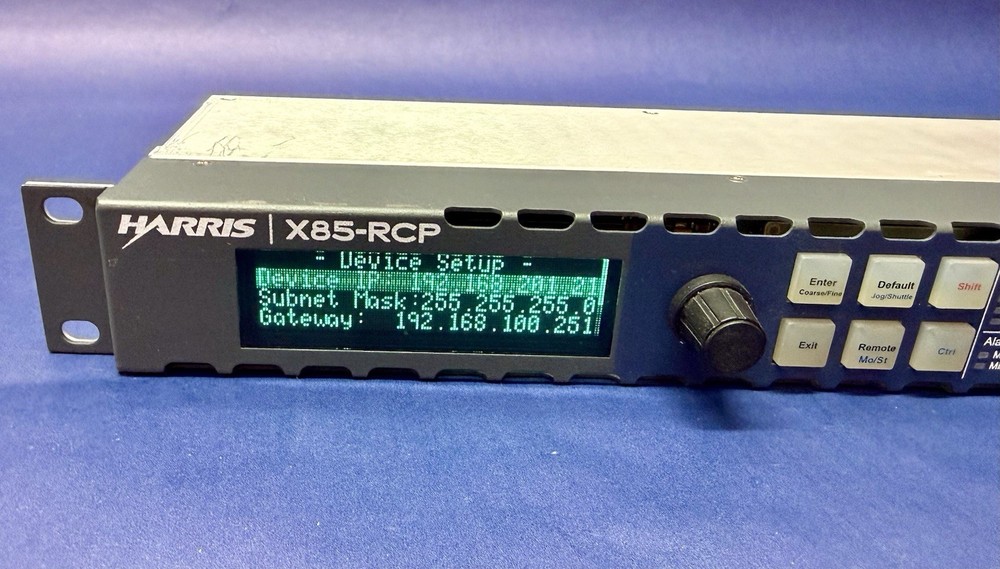 HARRIS | X85-RCP
- Device Setup -
Device
Subnet Mask:255.255.255.0
Gateway: 192.168.100.251
Enter
Coarse/Fine
Default
Jog/Shuttle
Shift
Exit
Remote
Mo/St
Ctrl